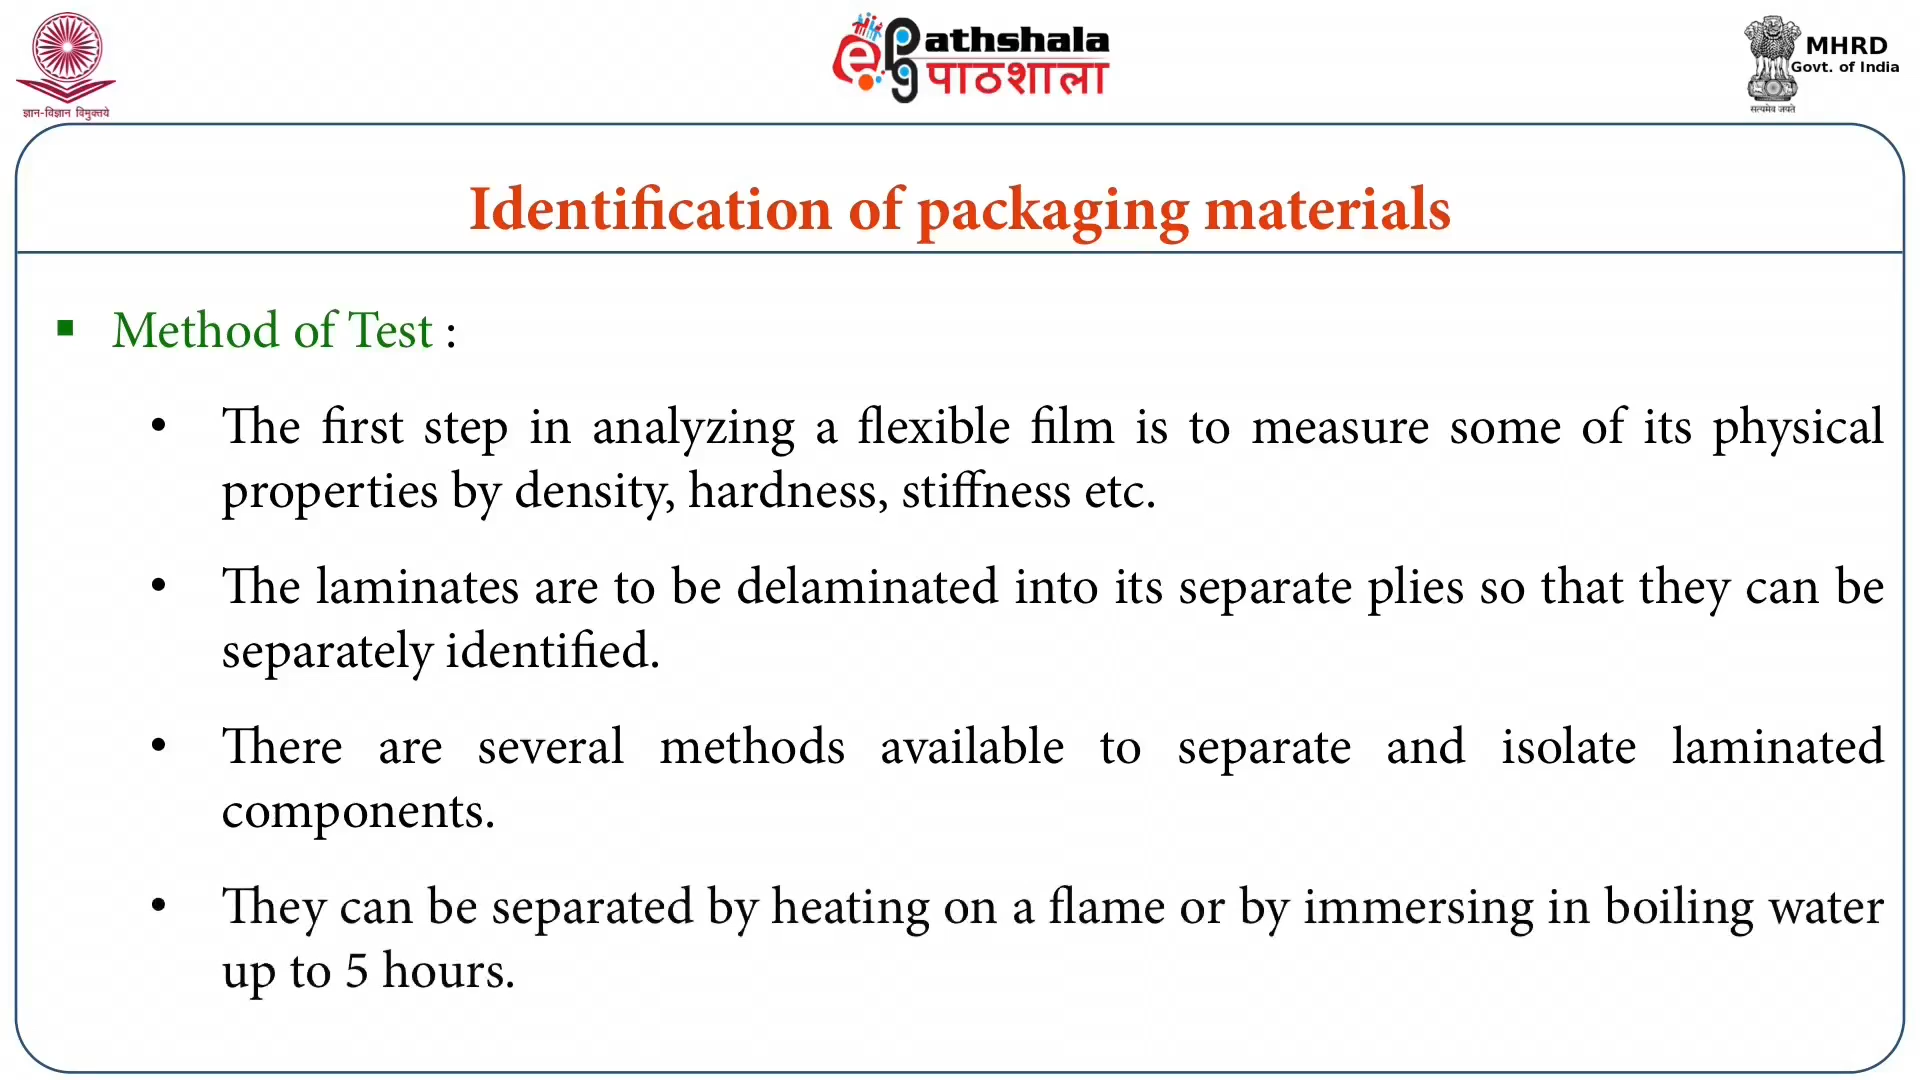 ज्ञान-विज्ञान विमुक्तये
ePg Pathshala
पाठशाला
MHRD
Govt. of India
सत्यमेव जयते
Identification of packaging materials
▪ Method of Test :
• The first step in analyzing a flexible film is to measure some of its physical
properties by density, hardness, stiffness etc.
• The laminates are to be delaminated into its separate plies so that they can be
separately identified.
• There are several methods available to separate and isolate laminated
components.
• They can be separated by heating on a flame or by immersing in boiling water
up to 5 hours.